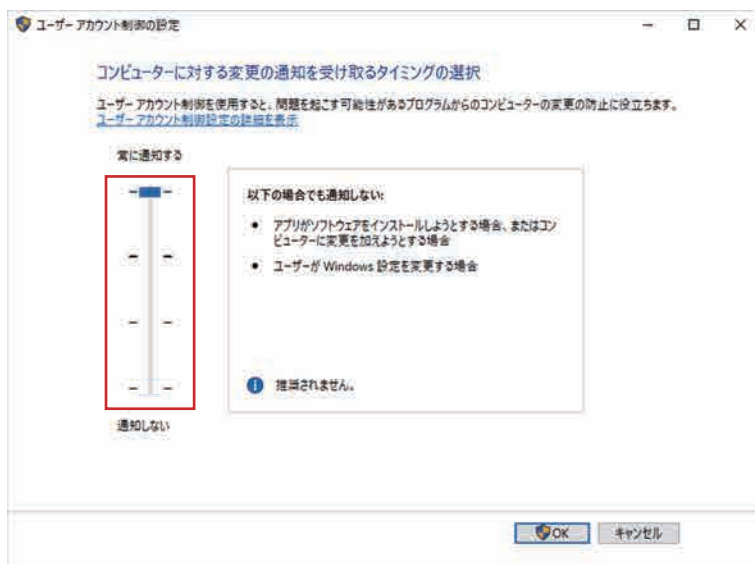 ユーザー アカウント制御の設定
コンピューターに対する変更の通知を受け取るタイミングの選択
ユーザー アカウント制御を使用すると、問題を起こす可能性があるプログラムからのコンピューターの変更の防止に役立ちます。
ユーザー アカウント制御設定の詳細を表示
常に通知する
以下の場合でも通知しない:
● アプリがソフトウェアをインストールしようとする場合、またはコン
ピューターに変更を加えようとする場合
● ユーザーが Windows 設定を変更する場合
推奨されません。
通知しない
OK
キャンセル